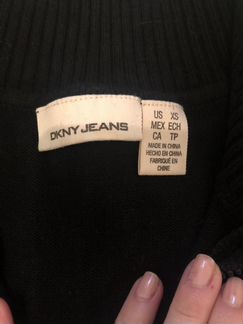 DKNY JEANS
US XS
MEX ECH
CA TP
MADE IN CHINA
HECHO EN CHINA
FABRIQUÉ EN
CHINE